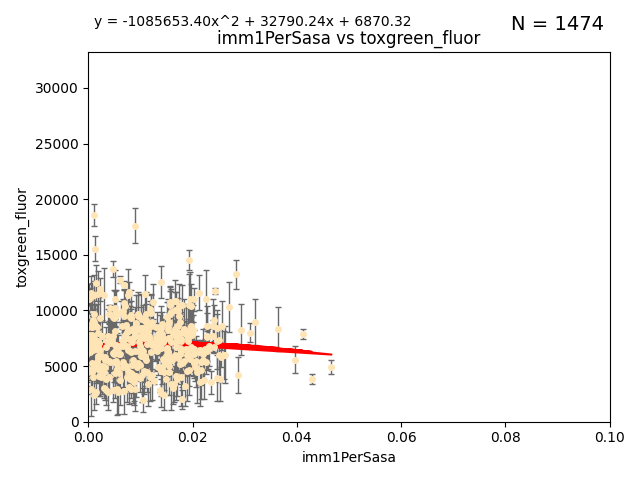 y = -1085653.40x^2 + 32790.24x + 6870.32
N = 1474
imm1PerSasa vs toxgreen_fluor
30000
25000
20000
15000
10000
5000
0
toxgreen_fluor
0.00 0.02 0.04 0.06 0.08 0.10
imm1PerSasa